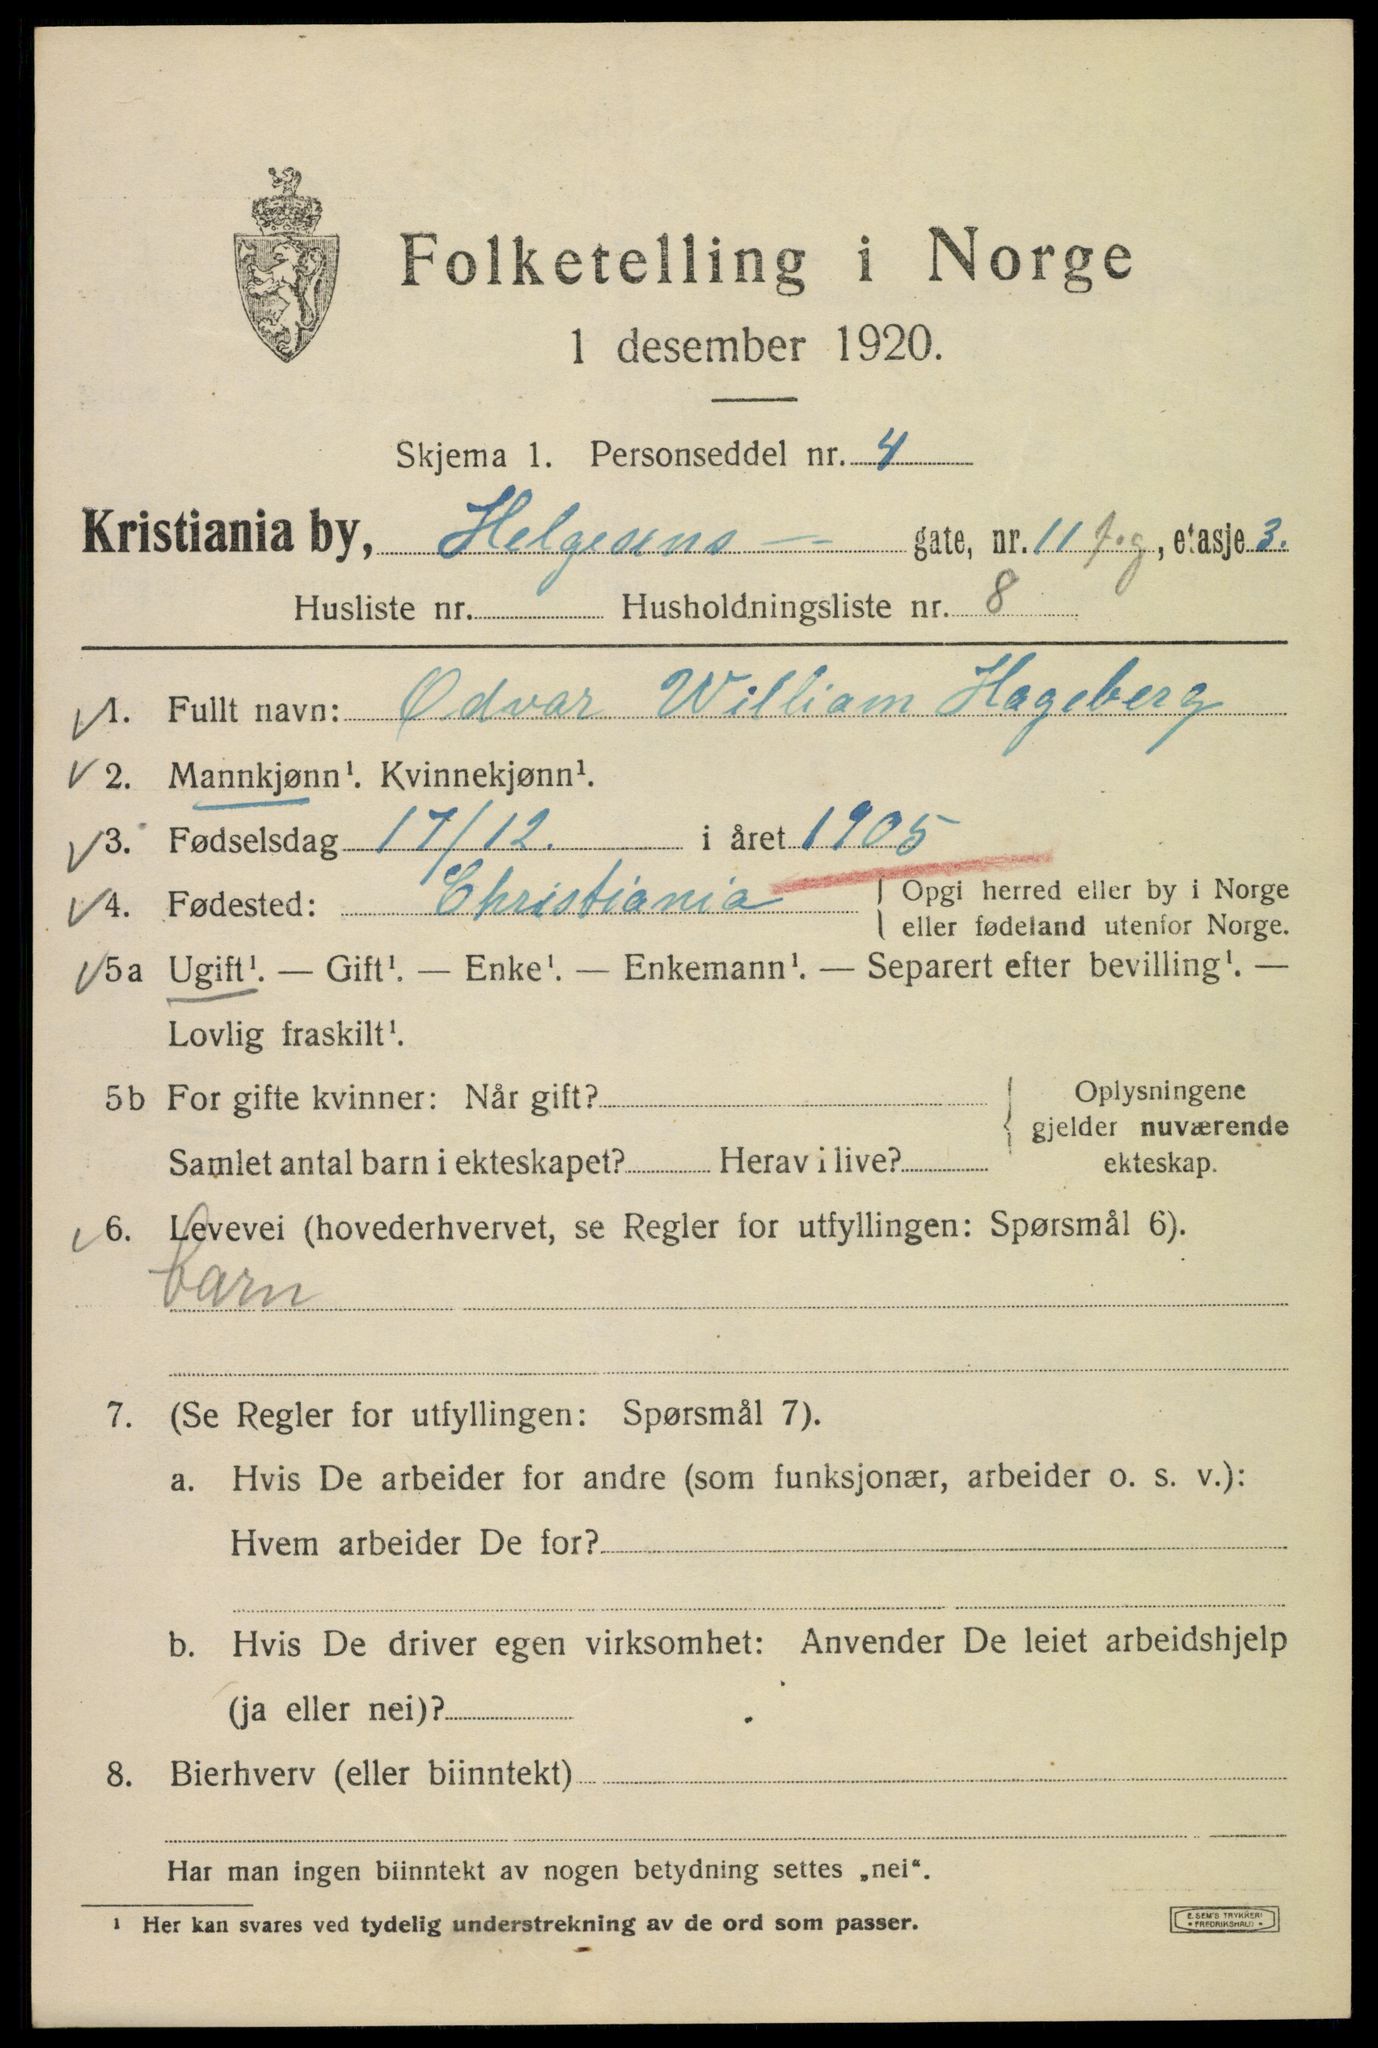 Folketelling i Norge
1 desember 1920.
Skjema 1. Personseddel nr. 4
Kristiania by, Helgesens — gate, nr. 11 f.g, etasje 3.
Husliste nr. Husholdningsliste nr. 8
1. Fullt navn: Odvar William Hageberg
2. Mannkjønn¹. Kvinnekjønn¹.
3. Fødselsdag 17/12. i året 1905
4. Fødested: Christiania { Opgi herred eller by i Norge
eller fødeland utenfor Norge.
5a Ugift¹. — Gift¹. — Enke¹. — Enkemann¹. — Separert efter bevilling¹. —
Lovlig fraskilt¹.
5b For gifte kvinner: Når gift?
Samlet antal barn i ekteskapet? Herav i live?
Oplysningene
gjelder nuværende
ekteskap.
6. Levevei (hovederhvervet, se Regler for utfyllingen: Spørsmål 6).
barn
7. (Se Regler for utfyllingen: Spørsmål 7).
a. Hvis De arbeider for andre (som funksjonær, arbeider o. s. v.):
Hvem arbeider De for?
b. Hvis De driver egen virksomhet: Anvender De leiet arbeidshjelp
(ja eller nei)?
8. Bierhverv (eller biinntekt)
Har man ingen biinntekt av nogen betydning settes „nei“.
¹ Her kan svares ved tydelig understrekning av de ord som passer.
E. SEM'S TRYKKERI
• FREDRIKSHALD •